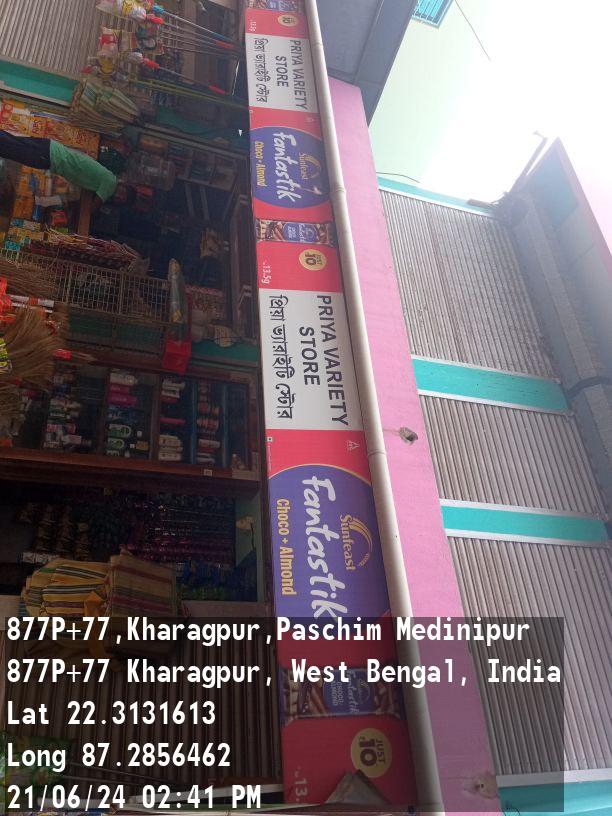 PRIYA VARIETY
STORE
প্রিয়া ভ্যারাইটি স্টোর
Sunfeast
Fantastik
Choco + Almond
JUST
10
13.5g
PRIYA VARIETY
STORE
প্রিয়া ভ্যারাইটি স্টোর
Sunfeast
Fantastik!
Choco + Almond
JUST
10
877P+77,Kharagpur,Paschim Medinipur
877P+77 Kharagpur, West Bengal, India
Lat 22.3131613
Long 87.2856462
21/06/24 02:41 PM